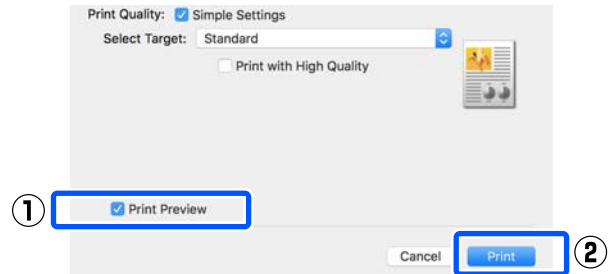 Print Quality: Simple Settings
Select Target: Standard
Print with High Quality
① Print Preview
Cancel Print ②